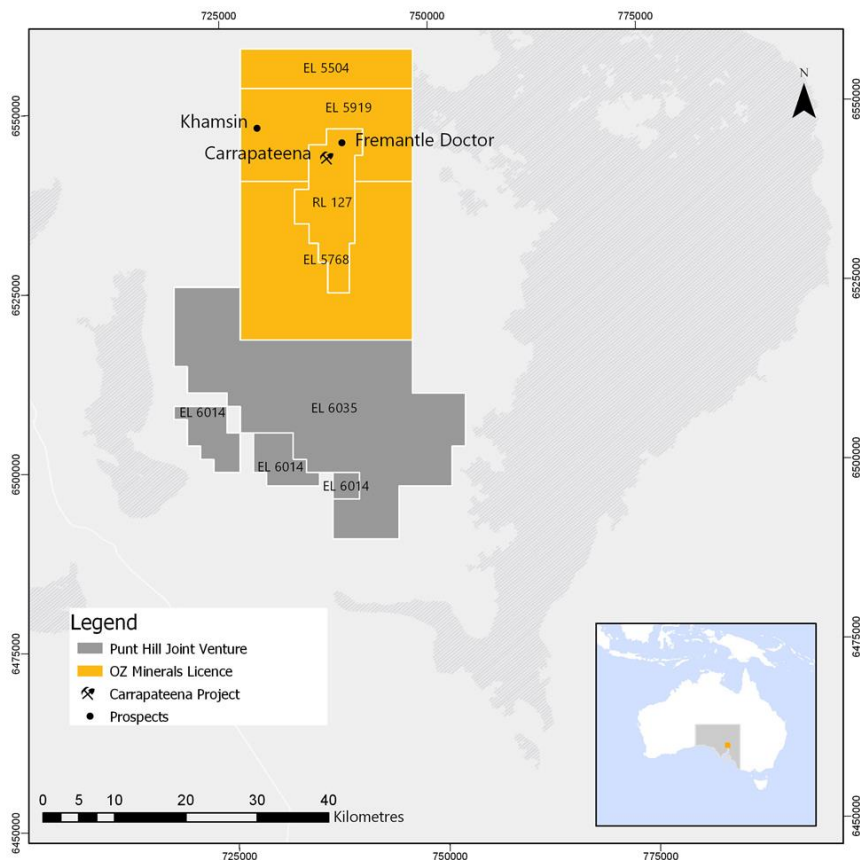 725000
750000
775000
N
EL 5504
EL 5919
6550000
6550000
Khamsin
Fremantle Doctor
Carrapateena
RL 127
EL 5768
6525000
6525000
EL 6035
EL 6014
EL 6014
EL 6014
6500000
6500000
Legend
Punt Hill Joint Venture
OZ Minerals Licence
Carrapateena Project
Prospects
6475000
6475000
0 5 10 20 30 40
Kilometres
6450000
6450000
725000
750000
775000